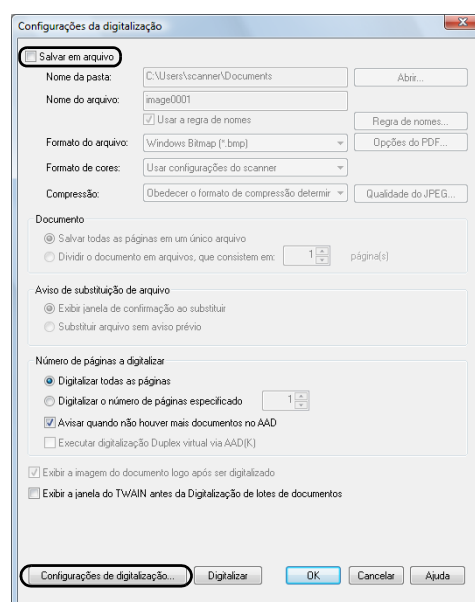 Configurações da digitalização
Salvar em arquivo
Nome da pasta: C:\Users\scanner\Documents Abrir...
Nome do arquivo: image0001
Usar a regra de nomes Regra de nomes...
Formato do arquivo: Windows Bitmap (*.bmp) Opções do PDF...
Formato de cores: Usar configurações do scanner
Compressão: Obedecer o formato de compressão determir Qualidade do JPEG...
Documento
Salvar todas as páginas em um único arquivo
Dividir o documento em arquivos, que consistem em: 1 página(s)
Aviso de substituição de arquivo
Exibir janela de confirmação ao substituir
Substituir arquivo sem aviso prévio
Número de páginas a digitalizar
Digitalizar todas as páginas
Digitalizar o número de páginas especificado 1
Avisar quando não houver mais documentos no AAD
Executar digitalização Duplex virtual via AAD(K)
Exibir a imagem do documento logo após ser digitalizado
Exibir a janela do TWAIN antes da Digitalização de lotes de documentos
Configurações de digitalização... Digitalizar OK Cancelar Ajuda